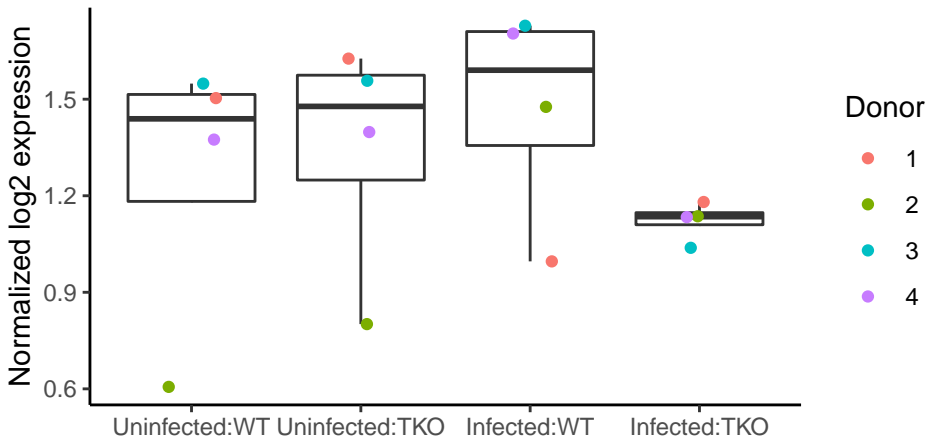 Normalized log2 expression
1.5
1.2
0.9
0.6
Uninfected:WT Uninfected:TKO Infected:WT Infected:TKO
Donor
1
2
3
4